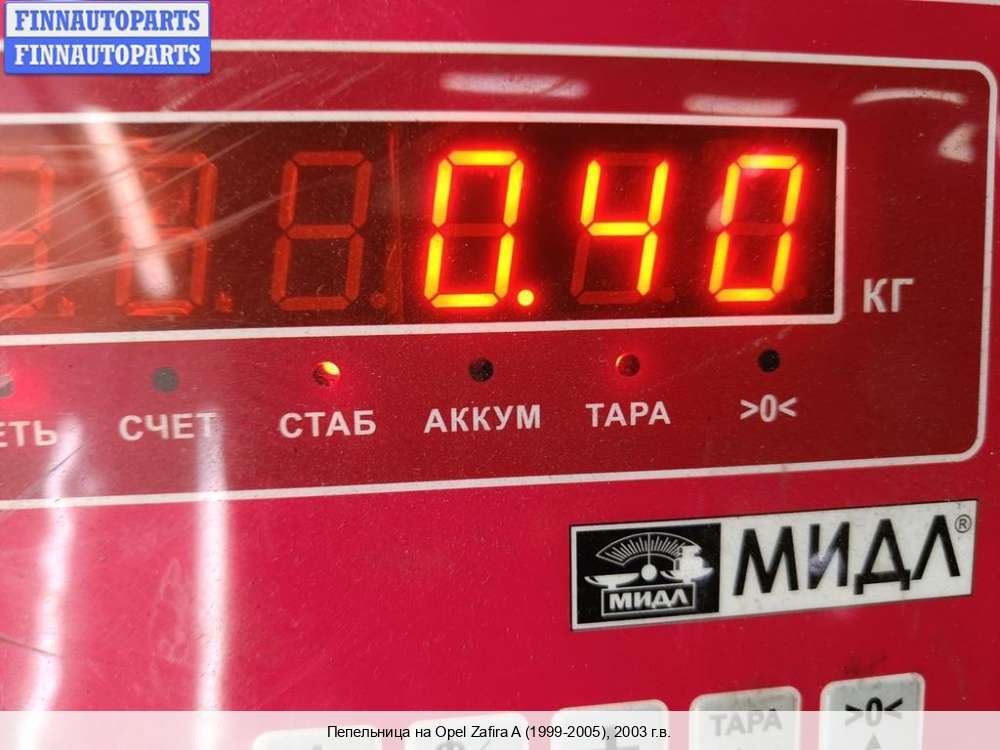 FINNAUTOPARTS
FINNAUTOPARTS
0.40
КГ
СЧЕТ СТАБ АККУМ ТАРА >0<
МИДЛ®
МИДЛ
ТАРА >0<
Пепельница на Opel Zafira A (1999-2005), 2003 г.в.